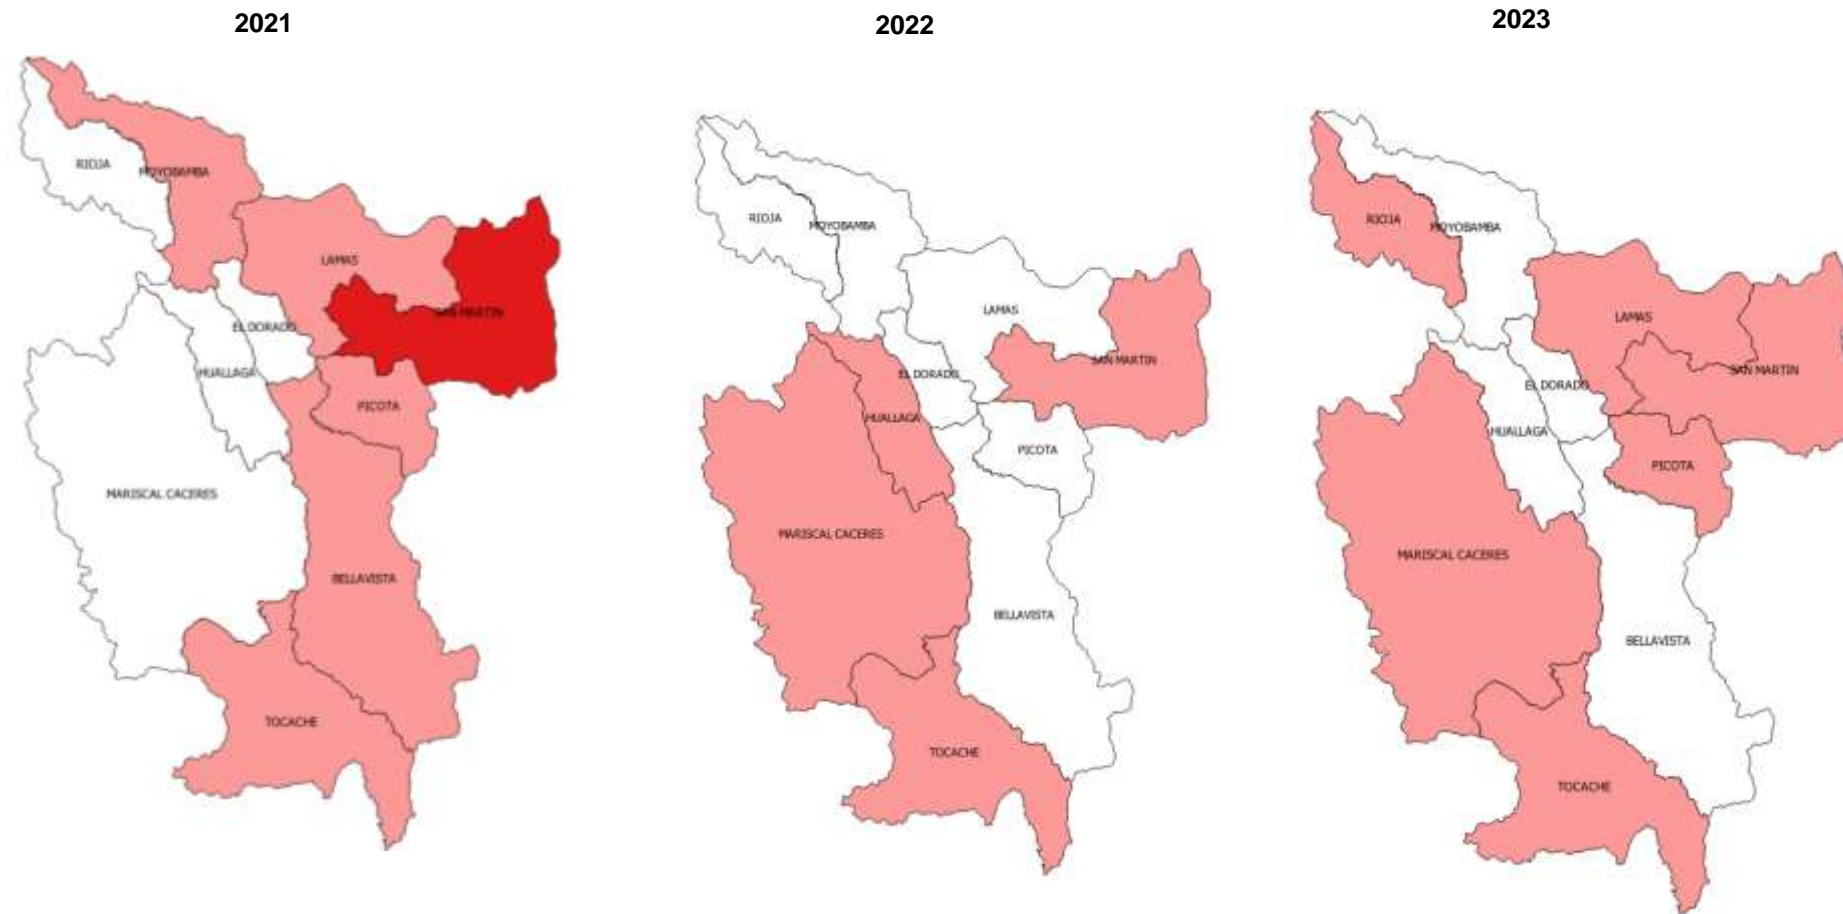 2021
RIOJA
MOYOBAMBA
LAMAS
SAN MARTIN
EL DORADO
HUALLAGA
PICOTA
MARISCAL CACERES
BELLAVISTA
TOCACHE
2022
RIOJA
MOYOBAMBA
LAMAS
SAN MARTIN
EL DORADO
HUALLAGA
PICOTA
MARISCAL CACERES
BELLAVISTA
TOCACHE
2023
RIOJA
MOYOBAMBA
LAMAS
SAN MARTIN
EL DORADO
HUALLAGA
PICOTA
MARISCAL CACERES
BELLAVISTA
TOCACHE